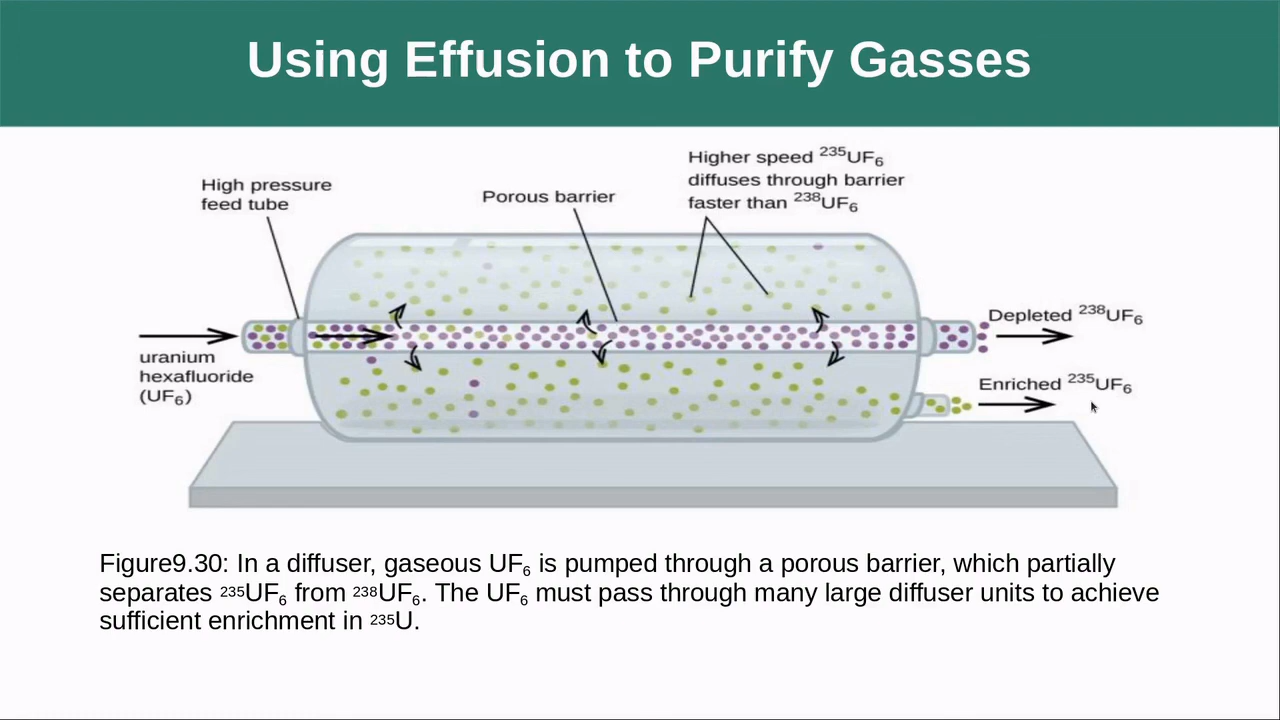 Using Effusion to Purify Gasses
High pressure
feed tube
Porous barrier
Higher speed ²³⁵UF₆
diffuses through barrier
faster than ²³⁸UF₆
uranium
hexafluoride
(UF₆)
Depleted ²³⁸UF₆
Enriched ²³⁵UF₆
Figure9.30: In a diffuser, gaseous UF₆ is pumped through a porous barrier, which partially
separates ²³⁵UF₆ from ²³⁸UF₆. The UF₆ must pass through many large diffuser units to achieve
sufficient enrichment in ²³⁵U.